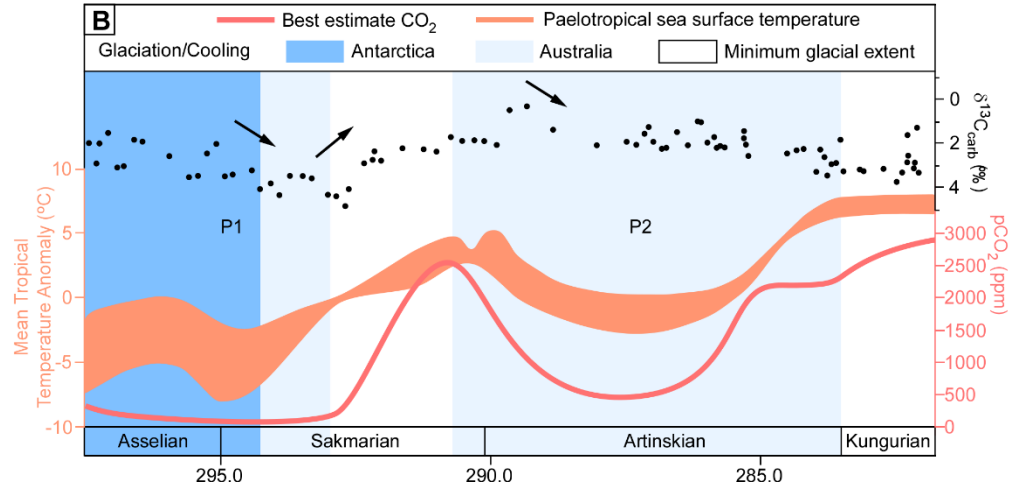 B
Best estimate CO₂
Paelotropical sea surface temperature
Glaciation/Cooling
Antarctica
Australia
Minimum glacial extent
Mean Tropical
Temperature Anomaly (ºC)
10
5
0
-5
-10
P1
P2
0
2
4
δ¹³C carb (‰)
3000
2500
2000
1500
1000
500
0
pCO₂ (ppm)
Asselian
Sakmarian
Artinskian
Kungurian
295.0
290.0
285.0